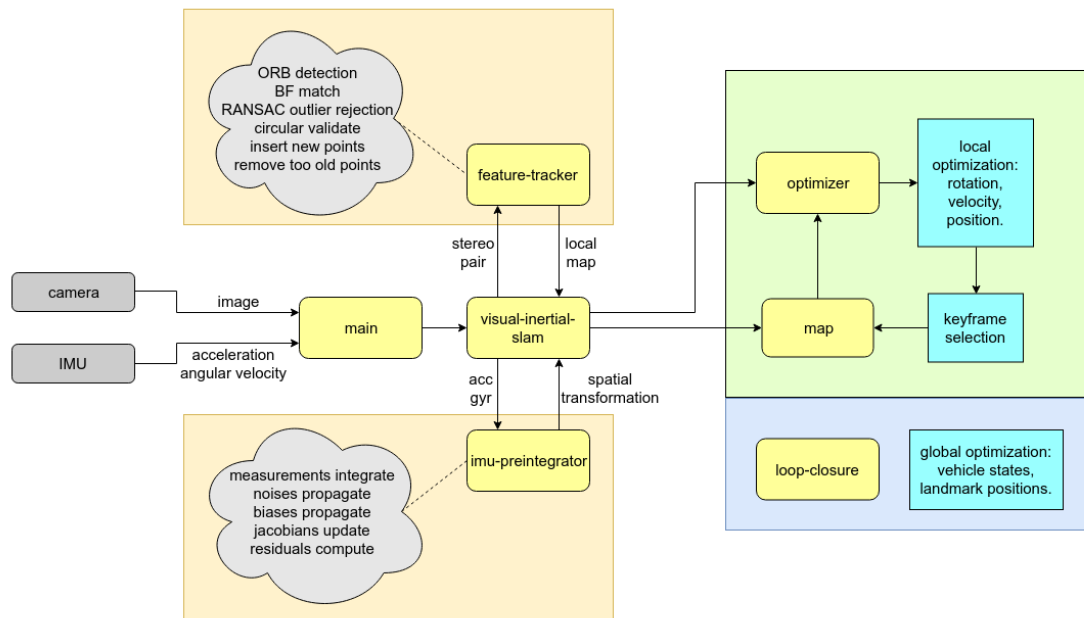 ORB detection
BF match
RANSAC outlier rejection
circular validate
insert new points
remove too old points
feature-tracker
stereo
pair
local
map
camera
image
IMU
acceleration
angular velocity
main
visual-inertial-
slam
acc
gyr
spatial
transformation
measurements integrate
noises propagate
biases propagate
jacobians update
residuals compute
imu-preintegrator
optimizer
local
optimization:
rotation,
velocity,
position.
map
keyframe
selection
loop-closure
global optimization:
vehicle states,
landmark positions.